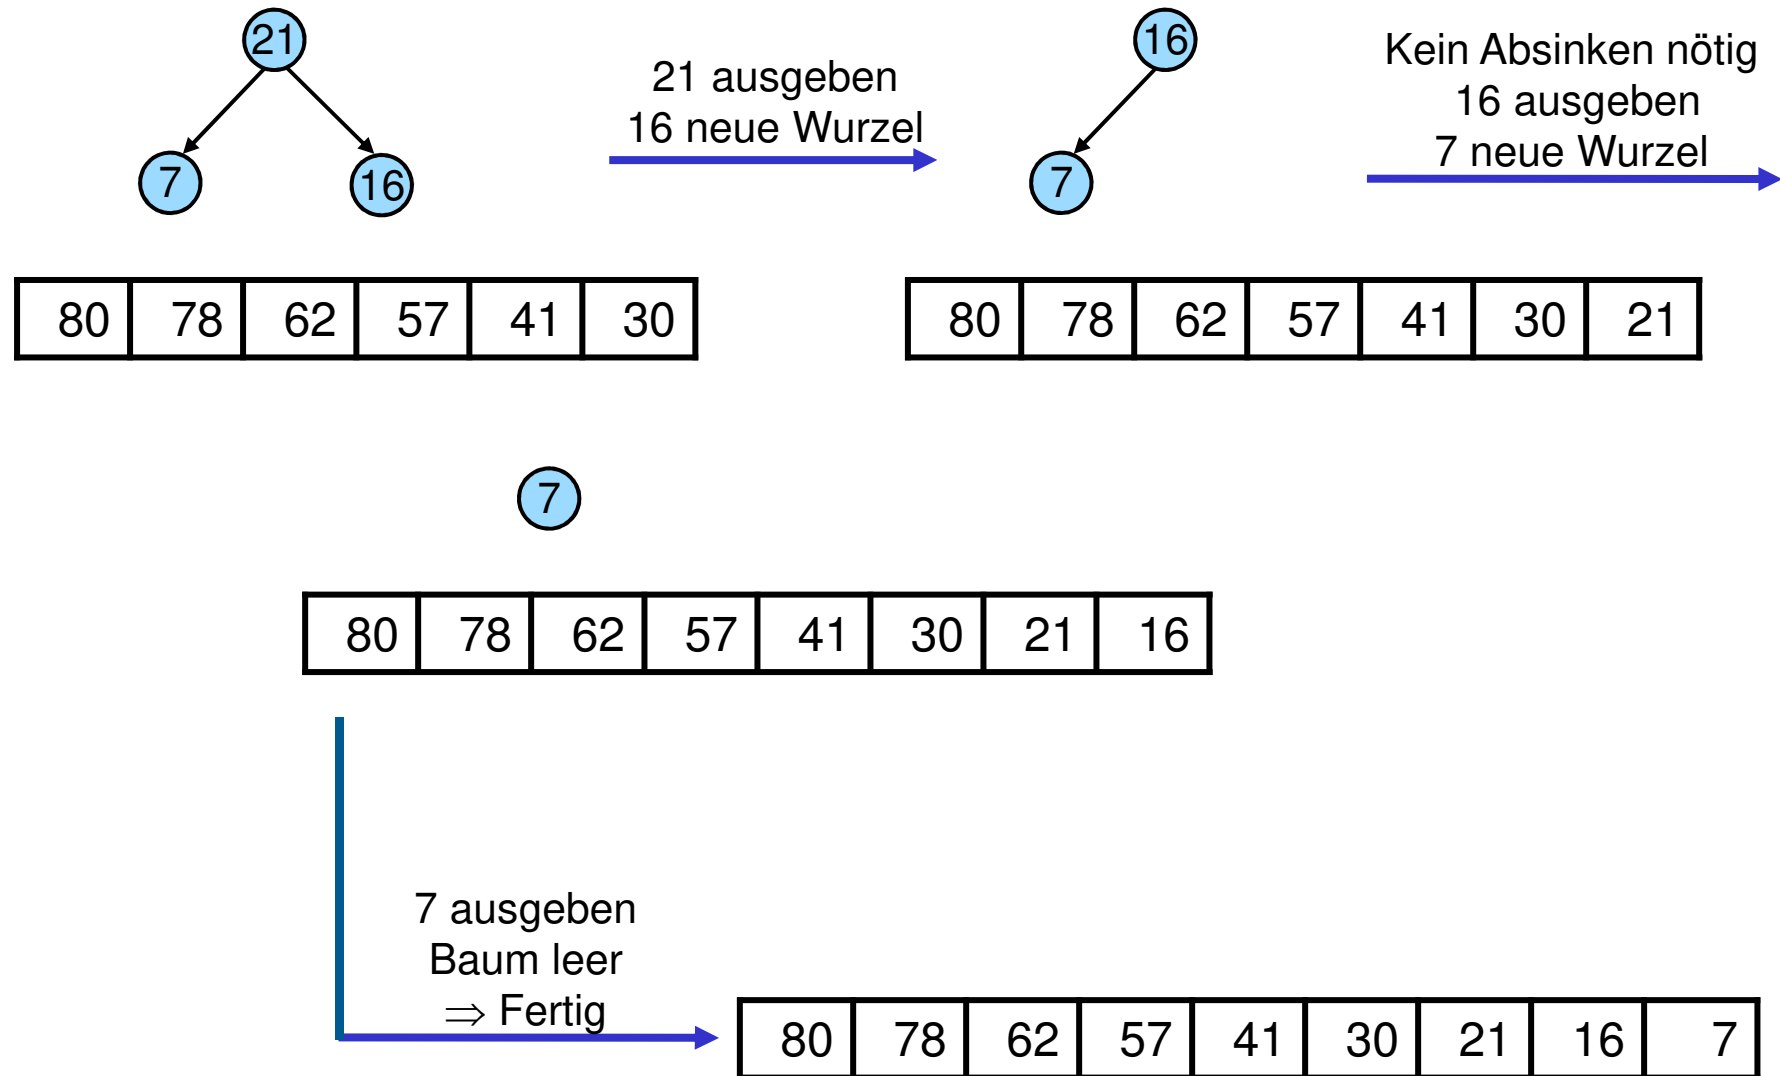 21
7
16
21 ausgeben
16 neue Wurzel
16
7
Kein Absinken nötig
16 ausgeben
7 neue Wurzel
80 78 62 57 41 30
80 78 62 57 41 30 21
7
80 78 62 57 41 30 21 16
7 ausgeben
Baum leer
⇒ Fertig
80 78 62 57 41 30 21 16 7